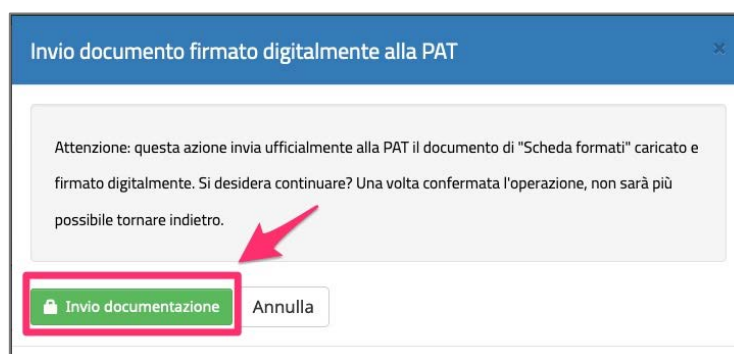 Invio documento firmato digitalmente alla PAT ×
Attenzione: questa azione invia ufficialmente alla PAT il documento di "Scheda formati" caricato e
firmato digitalmente. Si desidera continuare? Una volta confermata l'operazione, non sarà più
possibile tornare indietro.
Invio documentazione Annulla